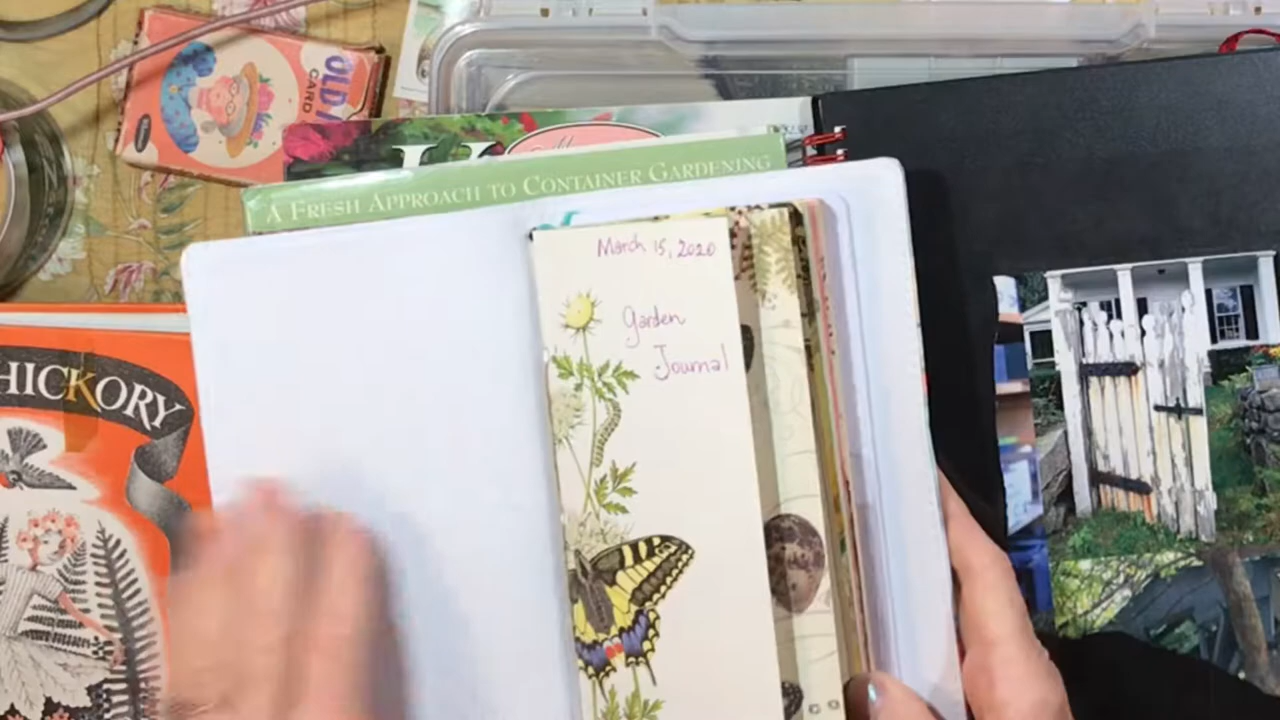 OLD
CARD
A FRESH APPROACH TO CONTAINER GARDENING
March 15, 2020
Garden
Journal
HICKORY